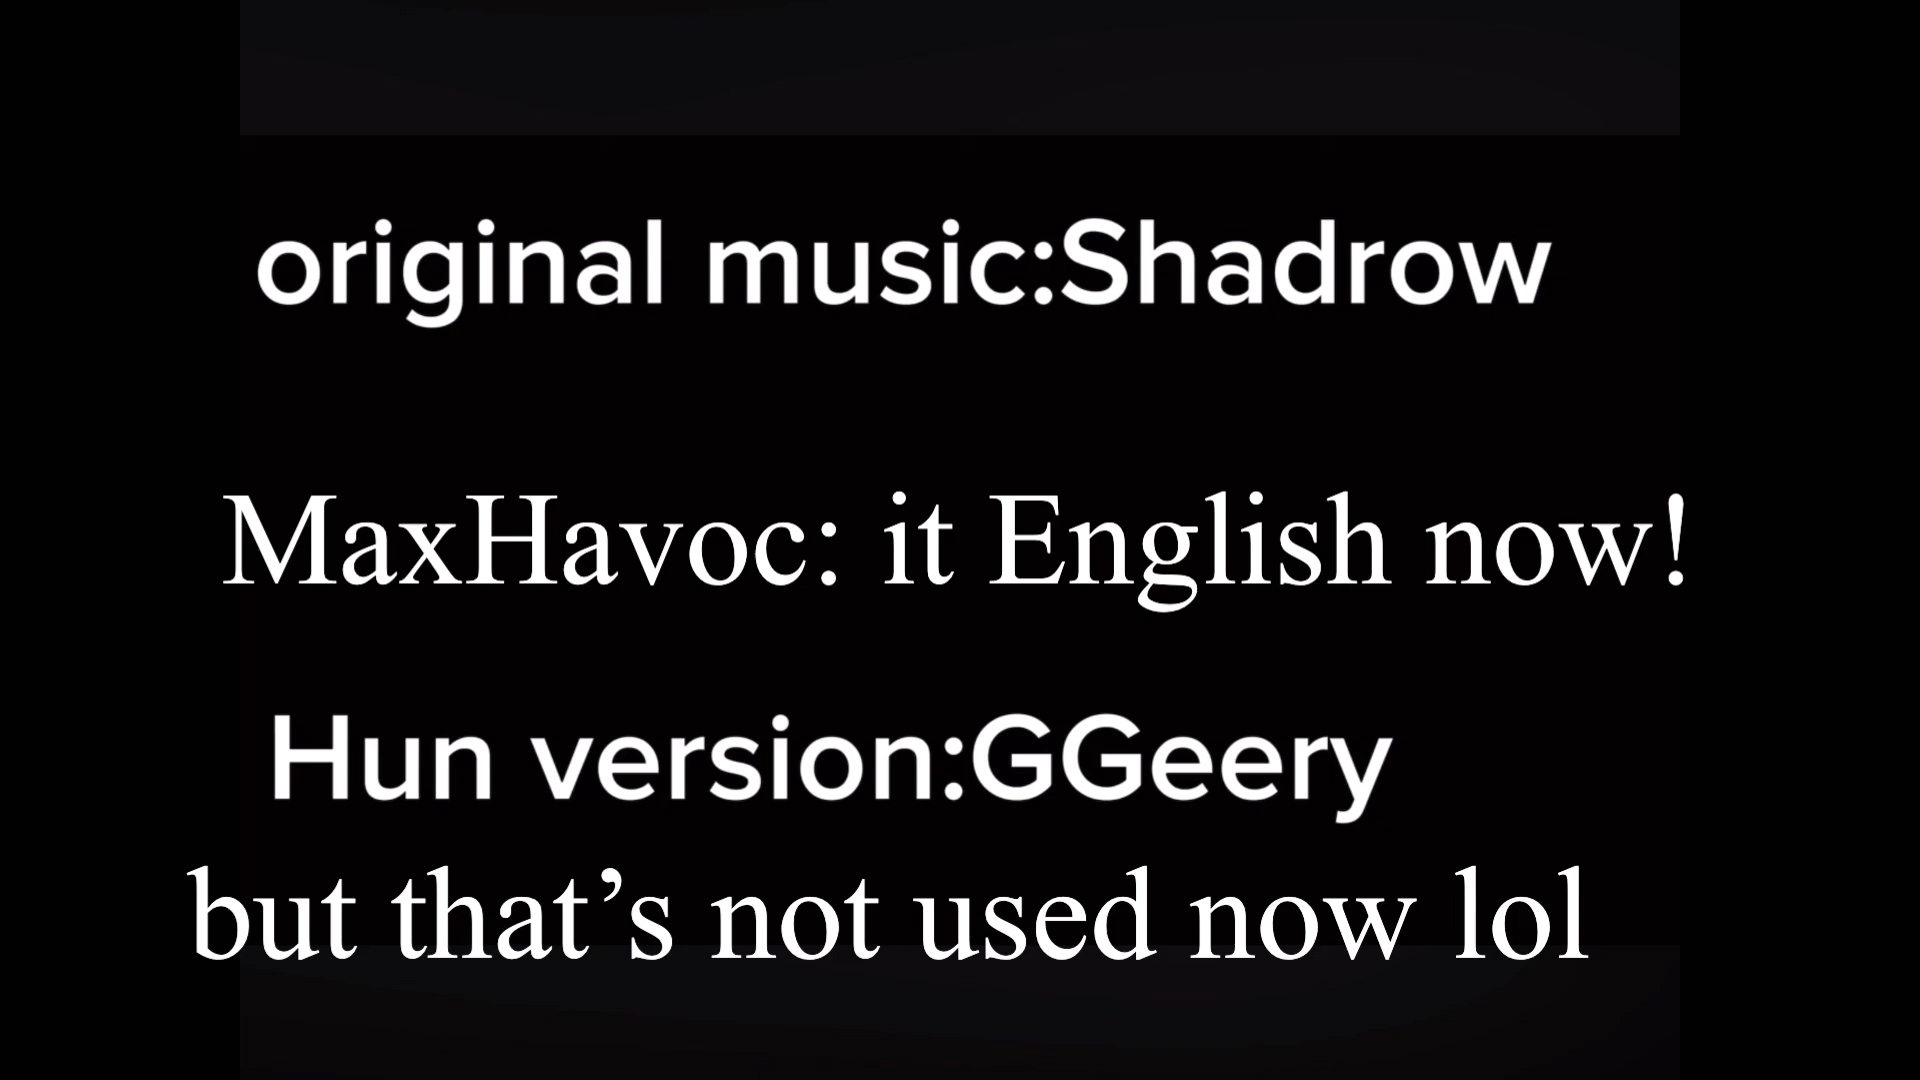 original music:Shadrow
MaxHavoc: it English now!
Hun version:GGeery
but that’s not used now lol